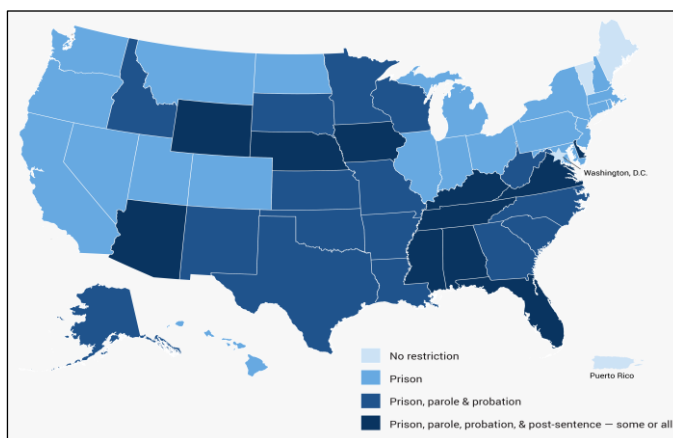 Washington, D.C.
No restriction
Prison
Puerto Rico
Prison, parole & probation
Prison, parole, probation, & post-sentence — some or all